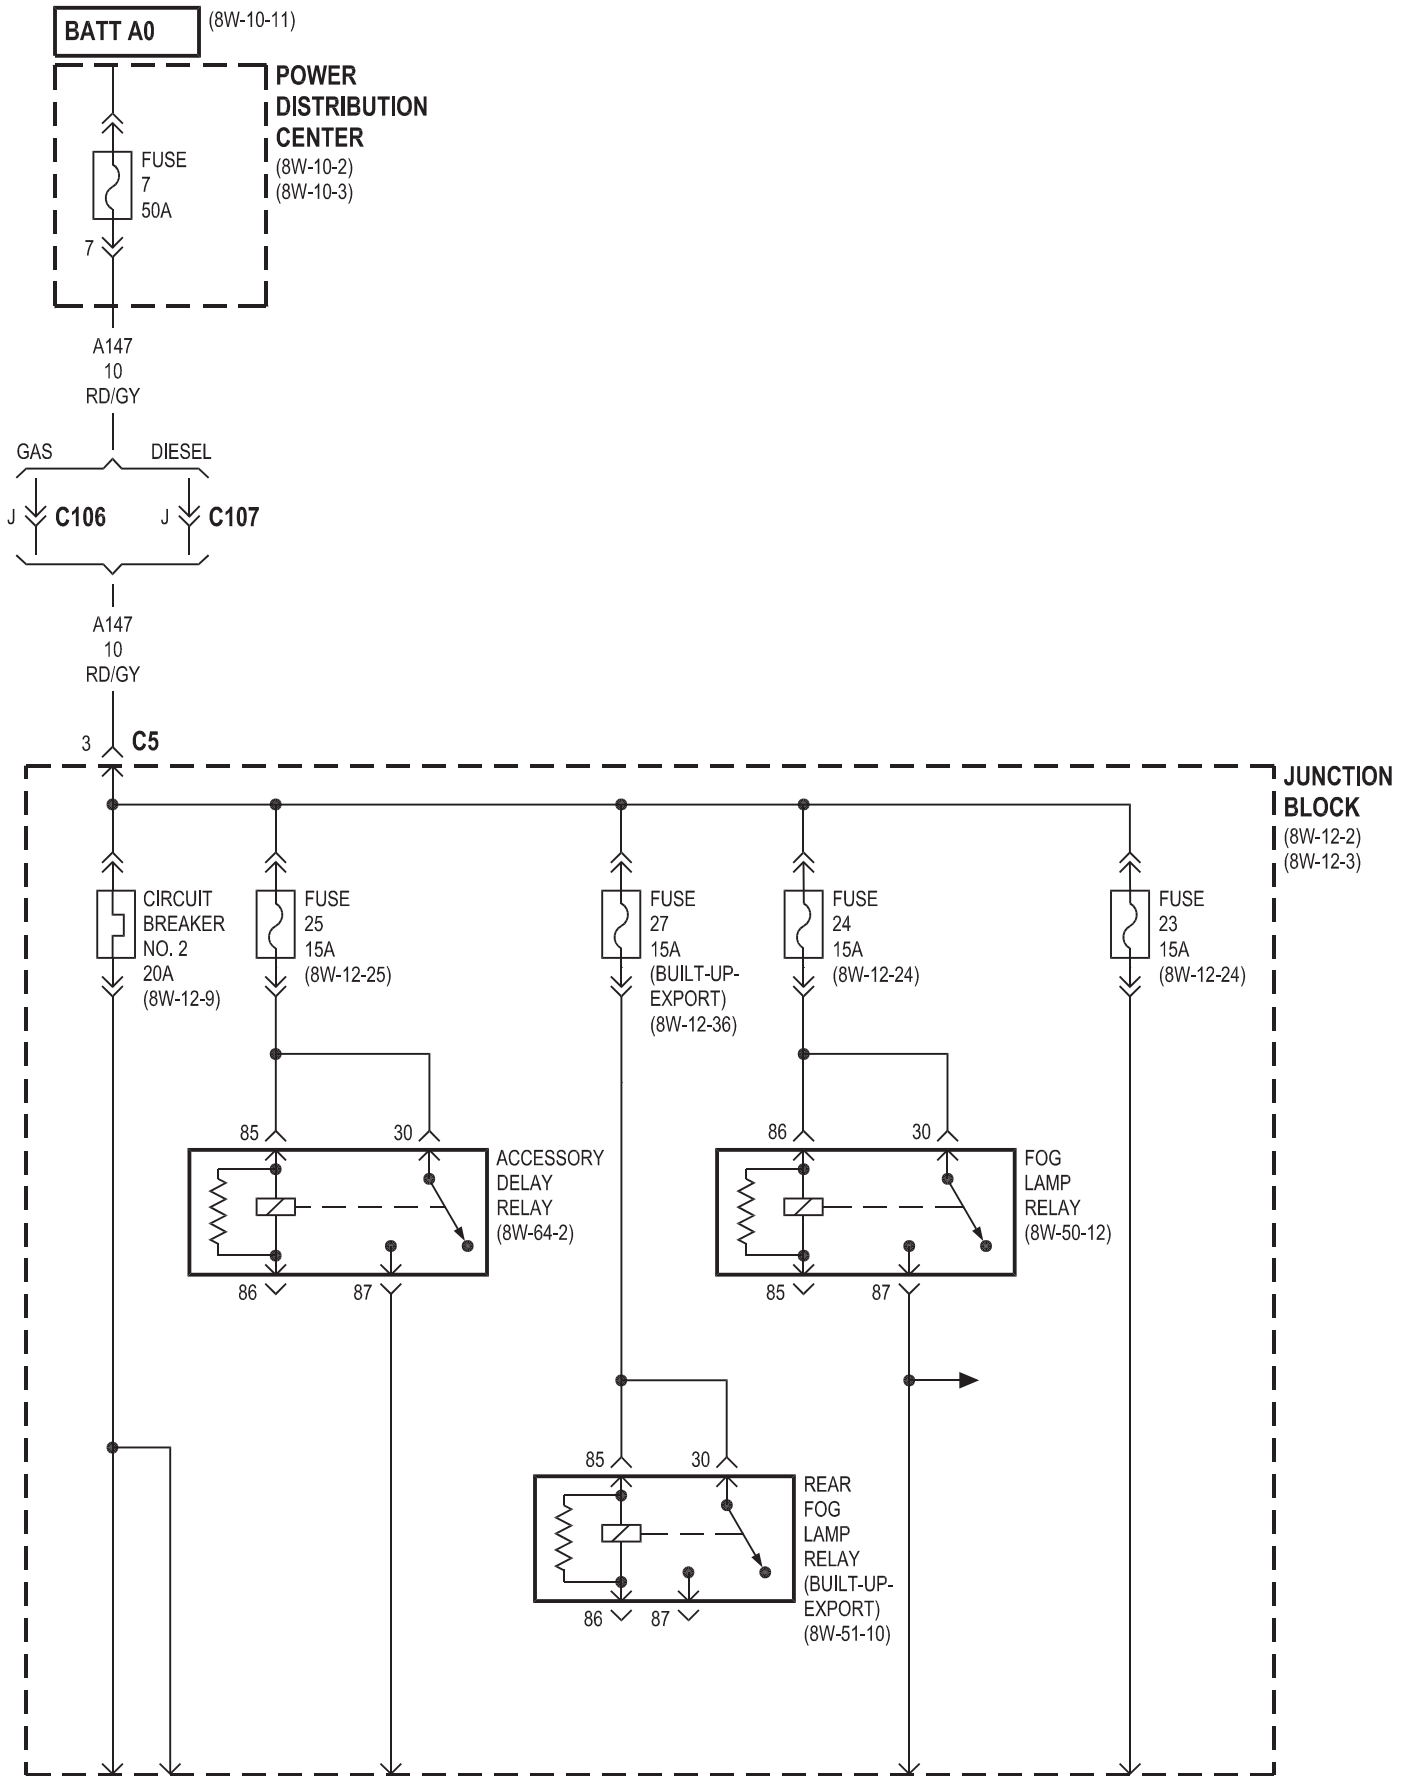 BATT A0
(8W-10-11)
POWER
DISTRIBUTION
CENTER
(8W-10-2)
(8W-10-3)
FUSE
7
50A
7
A147
10
RD/GY
GAS
DIESEL
J
C106
J
C107
A147
10
RD/GY
3
C5
JUNCTION
BLOCK
(8W-12-2)
(8W-12-3)
CIRCUIT
BREAKER
NO. 2
20A
(8W-12-9)
FUSE
25
15A
(8W-12-25)
FUSE
27
15A
(BUILT-UP-
EXPORT)
(8W-12-36)
FUSE
24
15A
(8W-12-24)
FUSE
23
15A
(8W-12-24)
85
30
ACCESSORY
DELAY
RELAY
(8W-64-2)
86
87
86
30
FOG
LAMP
RELAY
(8W-50-12)
85
87
85
30
REAR
FOG
LAMP
RELAY
(BUILT-UP-
EXPORT)
(8W-51-10)
86
87